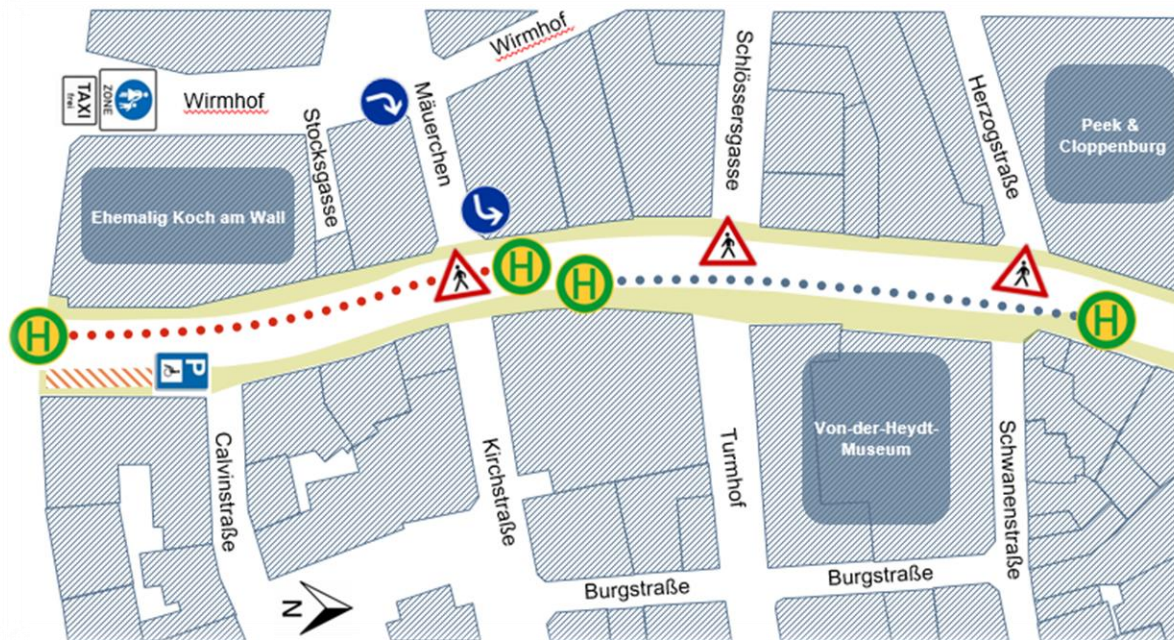 Wirmhof
Schlössersgasse
Herzogstraße
TAXI
frei
ZONE
Wirmhof
Stocksgasse
Mäuerchen
Peek &
Cloppenburg
Ehemalig Koch am Wall
H
H
H
H
P
Calvinstraße
Kirchstraße
Turmhof
Von-der-Heydt-
Museum
Schwanenstraße
Burgstraße
Burgstraße
N